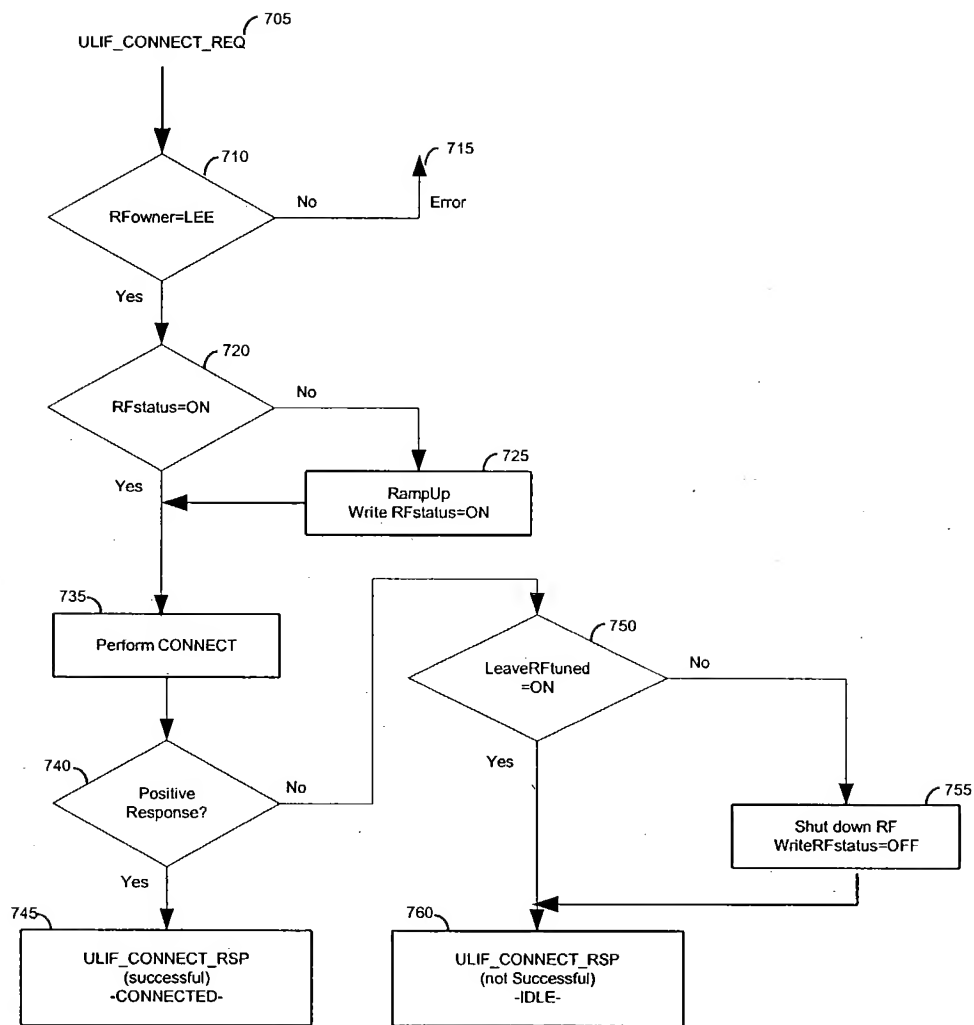 705
ULIF_CONNECT_REQ
710
715
RFowner=LEE
No
Error
Yes
720
RFstatus=ON
No
725
Yes
RampUp
Write RFstatus=ON
735
Perform CONNECT
750
LeaveRFtuned
=ON
No
740
Positive
Response?
No
Yes
755
Shut down RF
WriteRFstatus=OFF
Yes
745
ULIF_CONNECT_RSP
(successful)
-CONNECTED-
760
ULIF_CONNECT_RSP
(not Successful)
-IDLE-